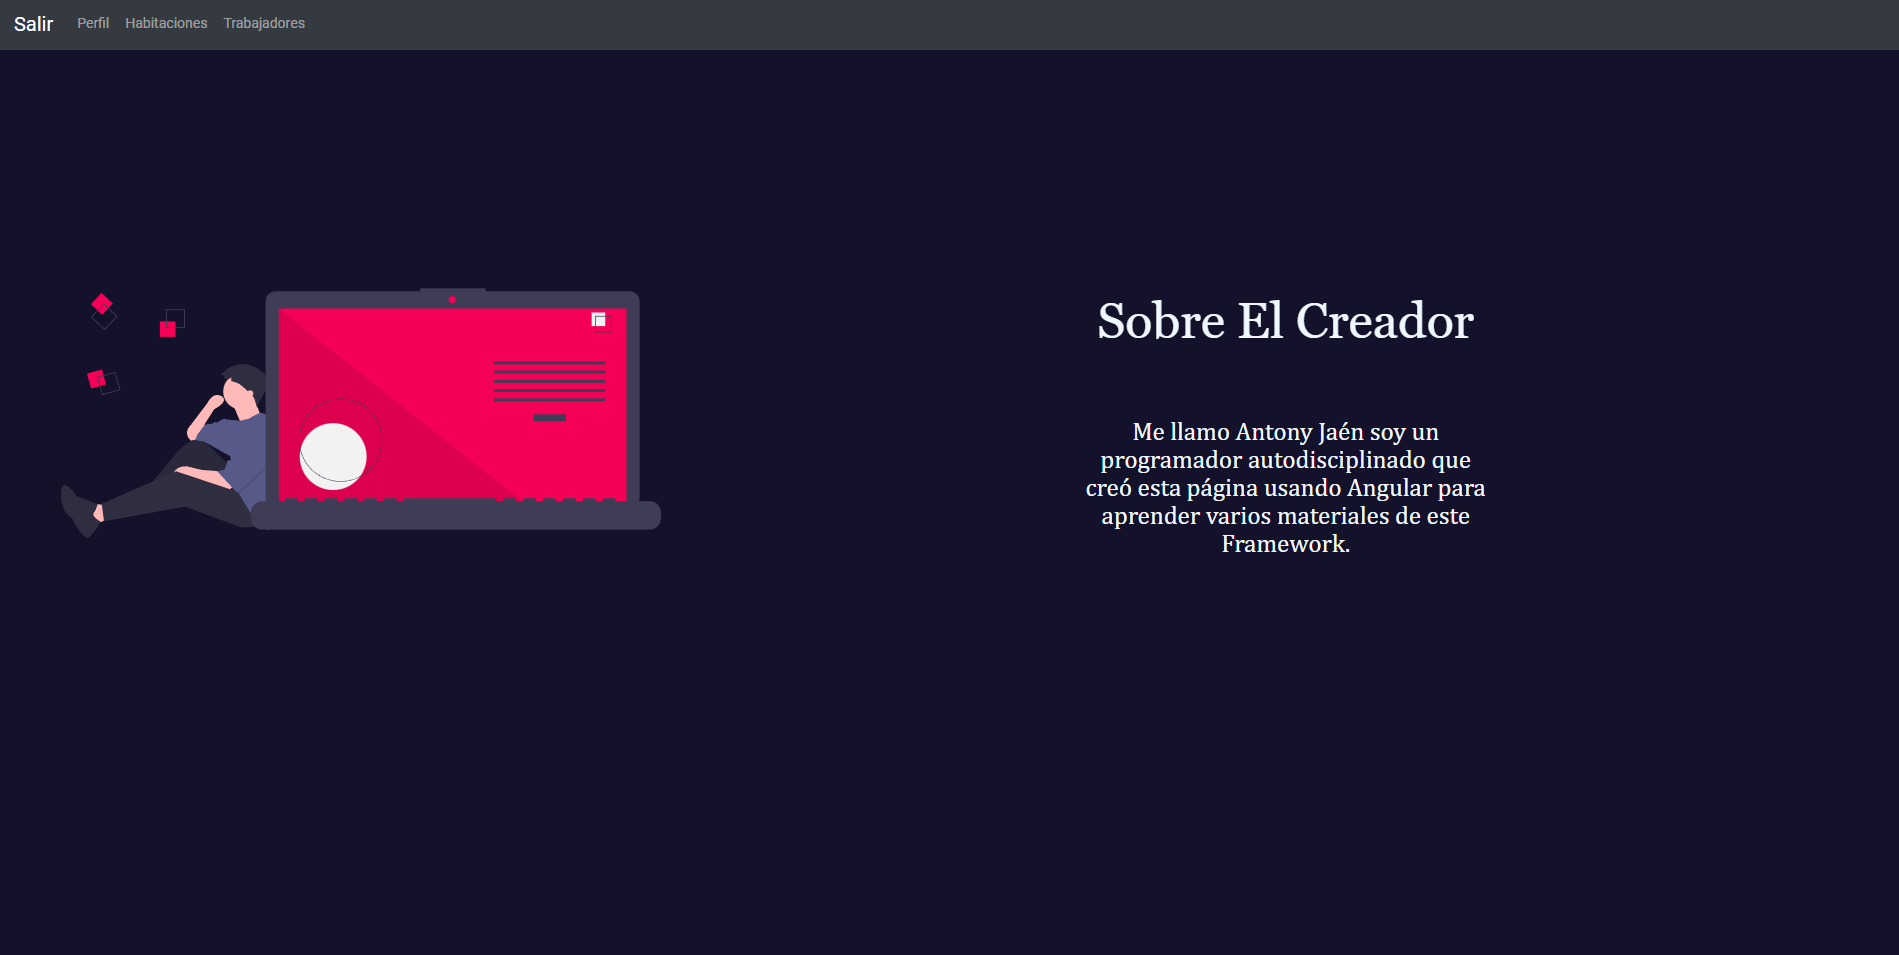 Salir Perfil Habitaciones Trabajadores
Sobre El Creador
Me llamo Antony Jaén soy un
programador autodisciplinado que
creó esta página usando Angular para
aprender varios materiales de este
Framework.